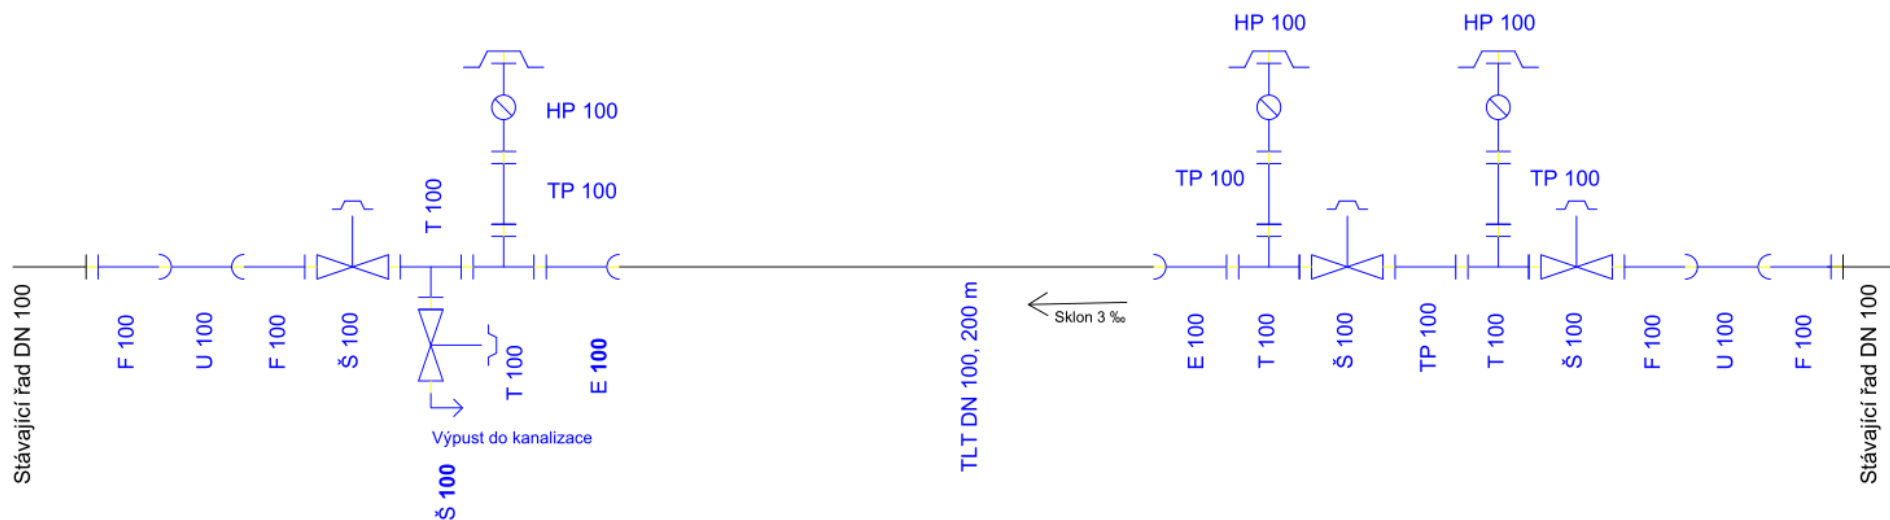 HP 100
HP 100
HP 100
TP 100
TP 100
TP 100
T 100
Stávající řad DN 100
F 100
U 100
F 100
Š 100
T 100
E 100
Výpust do kanalizace
Š 100
TLT DN 100, 200 m
Sklon 3 ‰
E 100
T 100
Š 100
TP 100
T 100
Š 100
F 100
U 100
F 100
Stávající řad DN 100